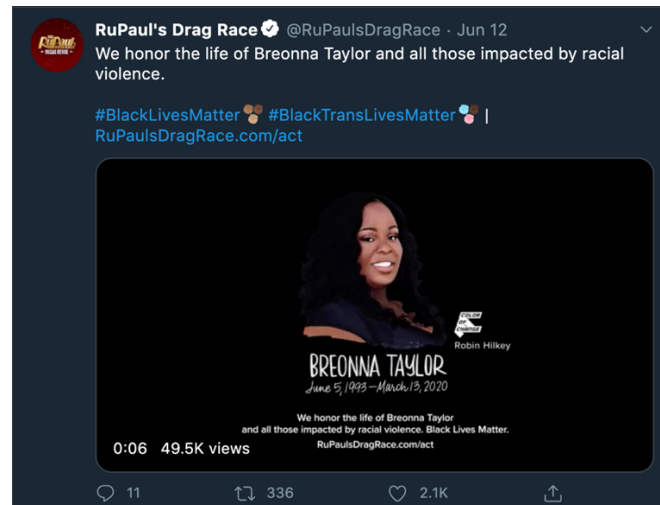 RuPaul's Drag Race @RuPaulsDragRace · Jun 12
We honor the life of Breonna Taylor and all those impacted by racial
violence.
#BlackLivesMatter #BlackTransLivesMatter |
RuPaulsDragRace.com/act
COLOR
OF
CHANGE
Robin Hilkey
BREONNA TAYLOR
June 5, 1993 – March 13, 2020
We honor the life of Breonna Taylor
and all those impacted by racial violence. Black Lives Matter.
RuPaulsDragRace.com/act
0:06 49.5K views
11 336 2.1K